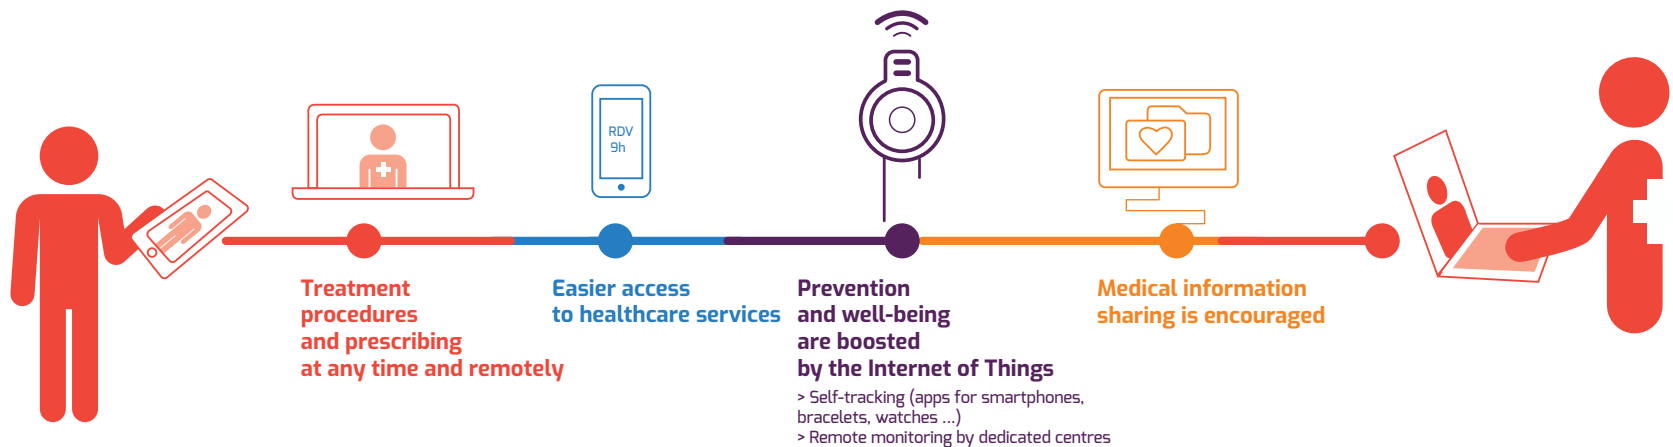 RDV
9h
Treatment
procedures
and prescribing
at any time and remotely
Easier access
to healthcare services
Prevention
and well-being
are boosted
by the Internet of Things
> Self-tracking (apps for smartphones,
bracelets, watches ...)
> Remote monitoring by dedicated centres
Medical information
sharing is encouraged